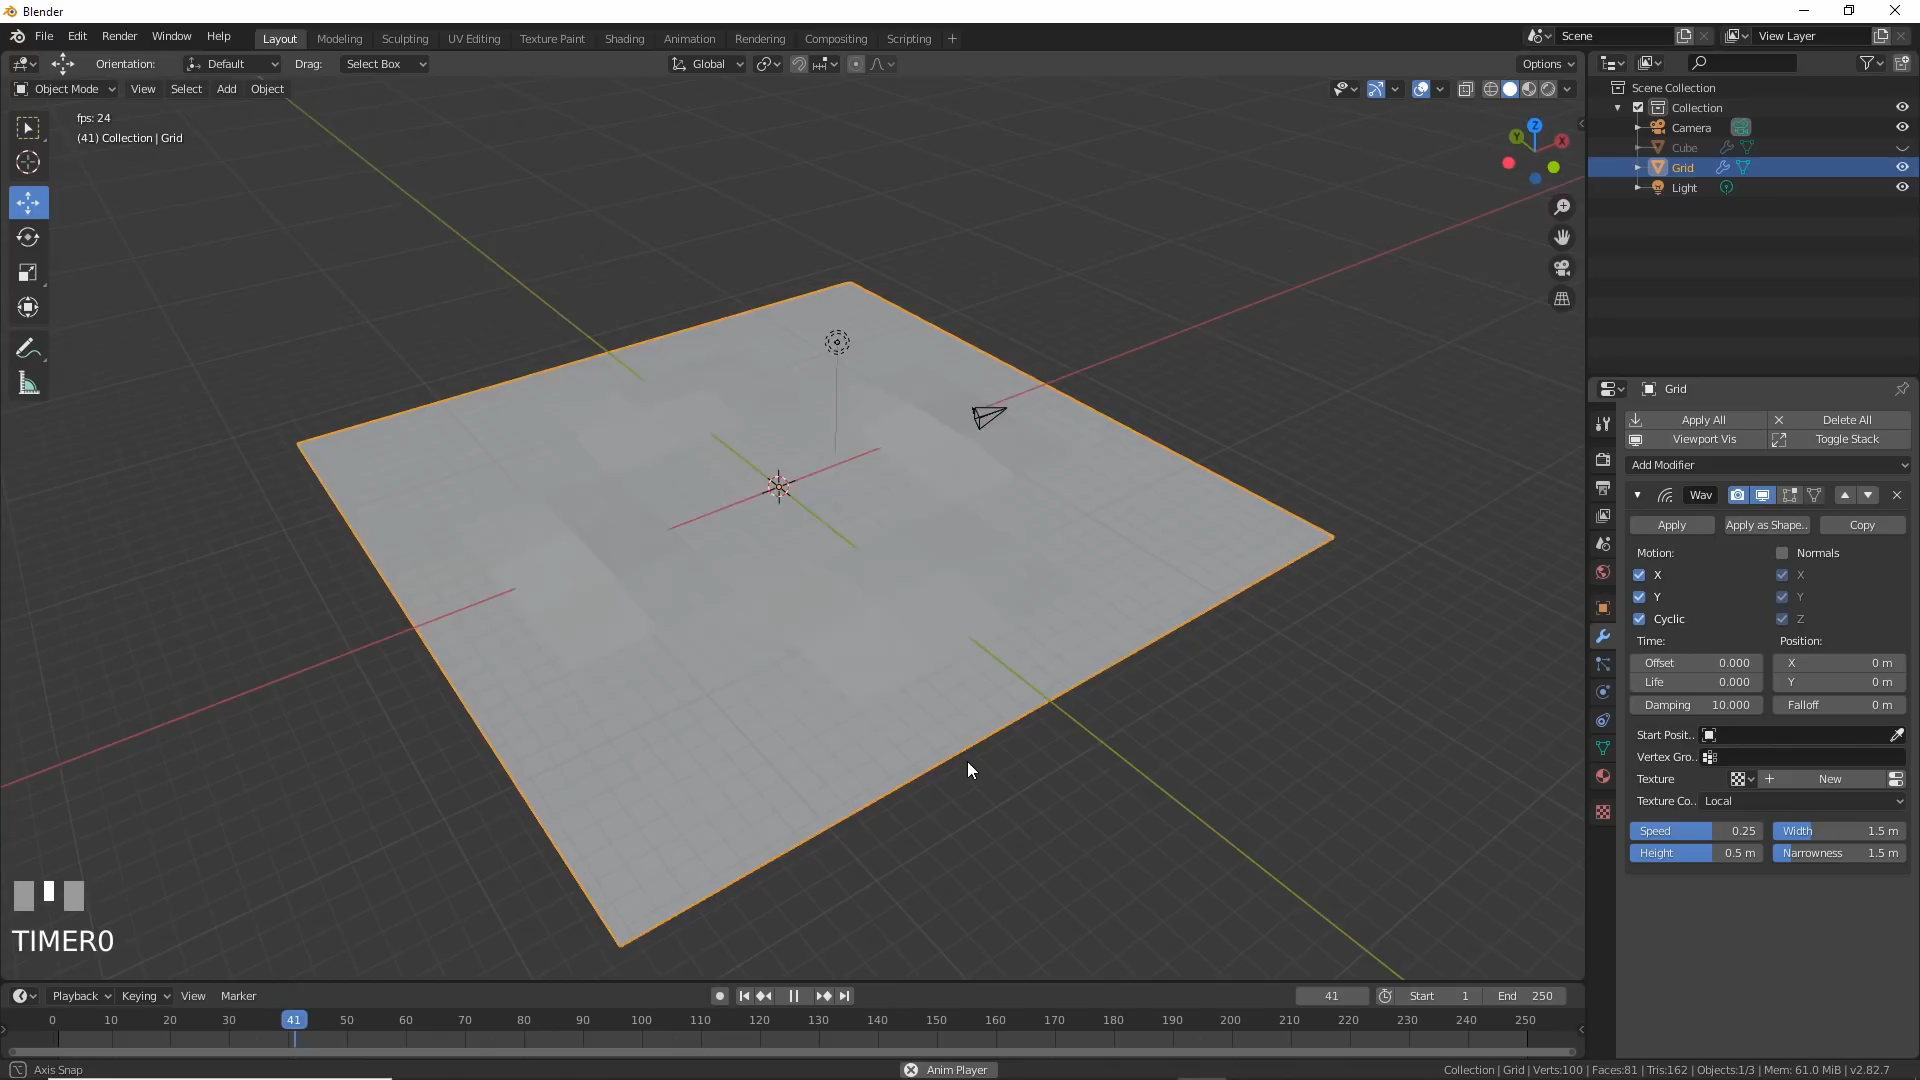 Blender
File Edit Render Window Help
Layout Modeling Sculpting UV Editing Texture Paint Shading Animation Rendering Compositing Scripting +
Scene
View Layer
Orientation: Default Drag: Select Box
Global
Options
Object Mode View Select Add Object
fps: 24
(41) Collection | Grid
Z
Y
X
Scene Collection
Collection
Camera
Cube
Grid
Light
Grid
Apply All Delete All
Viewport Vis Toggle Stack
Add Modifier
Wav
Apply Apply as Shape.. Copy
Motion: Normals
X X
Y Y
Cyclic Z
Time: Position:
Offset 0.000 X 0 m
Life 0.000 Y 0 m
Damping 10.000 Falloff 0 m
Start Posit..
Vertex Gro..
Texture New
Texture Co.. Local
Speed 0.25 Width 1.5 m
Height 0.5 m Narrowness 1.5 m
TIMER0
Playback Keying View Marker
41 Start 1 End 250
0 10 20 30 41 50 60 70 80 90 100 110 120 130 140 150 160 170 180 190 200 210 220 230 240 250
Axis Snap
Anim Player
Collection | Grid | Verts:100 | Faces:81 | Tris:162 | Objects:1/3 | Mem: 61.0 MiB | v2.82.7